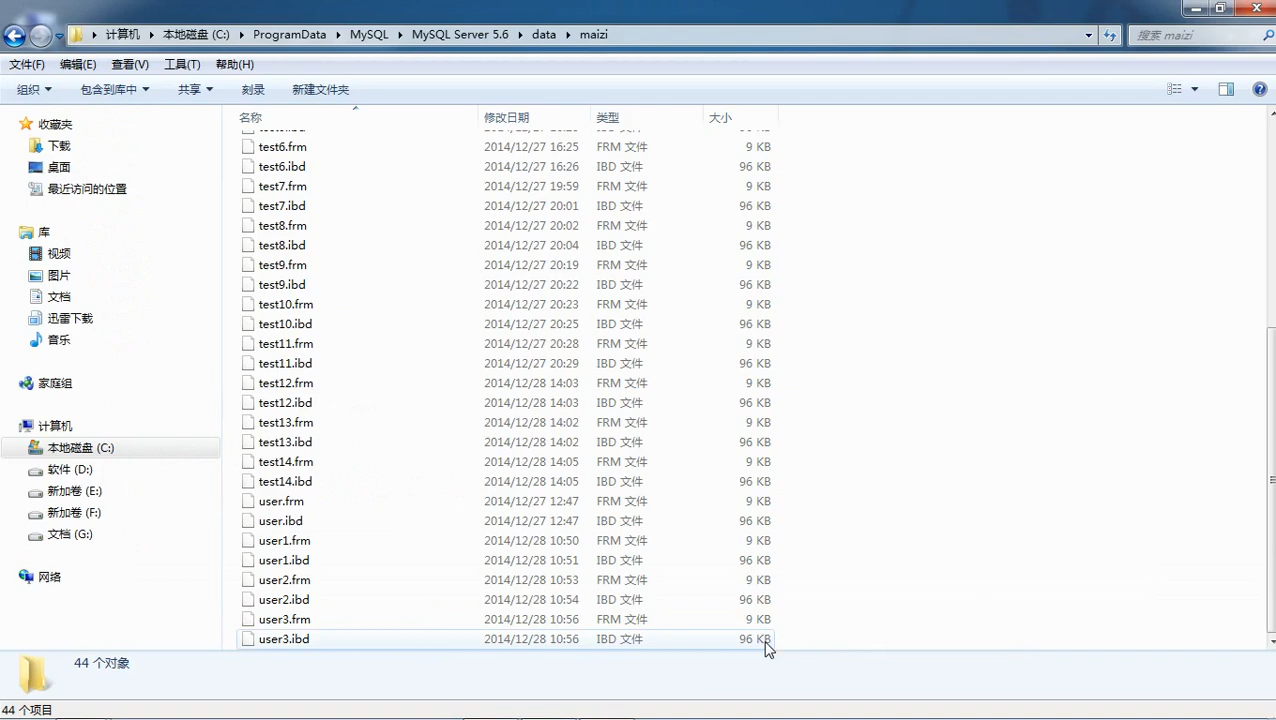 计算机 本地磁盘 (C:) ProgramData MySQL MySQL Server 5.6 data maizi 搜索 maizi
文件(F) 编辑(E) 查看(V) 工具(T) 帮助(H)
组织 包含到库中 共享 刻录 新建文件夹
名称 修改日期 类型 大小
test6.frm 2014/12/27 16:25 FRM 文件 9 KB
test6.ibd 2014/12/27 16:26 IBD 文件 96 KB
test7.frm 2014/12/27 19:59 FRM 文件 9 KB
test7.ibd 2014/12/27 20:01 IBD 文件 96 KB
test8.frm 2014/12/27 20:02 FRM 文件 9 KB
test8.ibd 2014/12/27 20:04 IBD 文件 96 KB
test9.frm 2014/12/27 20:19 FRM 文件 9 KB
test9.ibd 2014/12/27 20:22 IBD 文件 96 KB
test10.frm 2014/12/27 20:23 FRM 文件 9 KB
test10.ibd 2014/12/27 20:25 IBD 文件 96 KB
test11.frm 2014/12/27 20:28 FRM 文件 9 KB
test11.ibd 2014/12/27 20:29 IBD 文件 96 KB
test12.frm 2014/12/28 14:03 FRM 文件 9 KB
test12.ibd 2014/12/28 14:03 IBD 文件 96 KB
test13.frm 2014/12/28 14:02 FRM 文件 9 KB
test13.ibd 2014/12/28 14:02 IBD 文件 96 KB
test14.frm 2014/12/28 14:05 FRM 文件 9 KB
test14.ibd 2014/12/28 14:05 IBD 文件 96 KB
user.frm 2014/12/27 12:47 FRM 文件 9 KB
user.ibd 2014/12/27 12:47 IBD 文件 96 KB
user1.frm 2014/12/28 10:50 FRM 文件 9 KB
user1.ibd 2014/12/28 10:51 IBD 文件 96 KB
user2.frm 2014/12/28 10:53 FRM 文件 9 KB
user2.ibd 2014/12/28 10:54 IBD 文件 96 KB
user3.frm 2014/12/28 10:56 FRM 文件 9 KB
user3.ibd 2014/12/28 10:56 IBD 文件 96 KB
收藏夹
下载
桌面
最近访问的位置
库
视频
图片
文档
迅雷下载
音乐
家庭组
计算机
本地磁盘 (C:)
软件 (D:)
新加卷 (E:)
新加卷 (F:)
文档 (G:)
网络
44 个对象
44 个项目